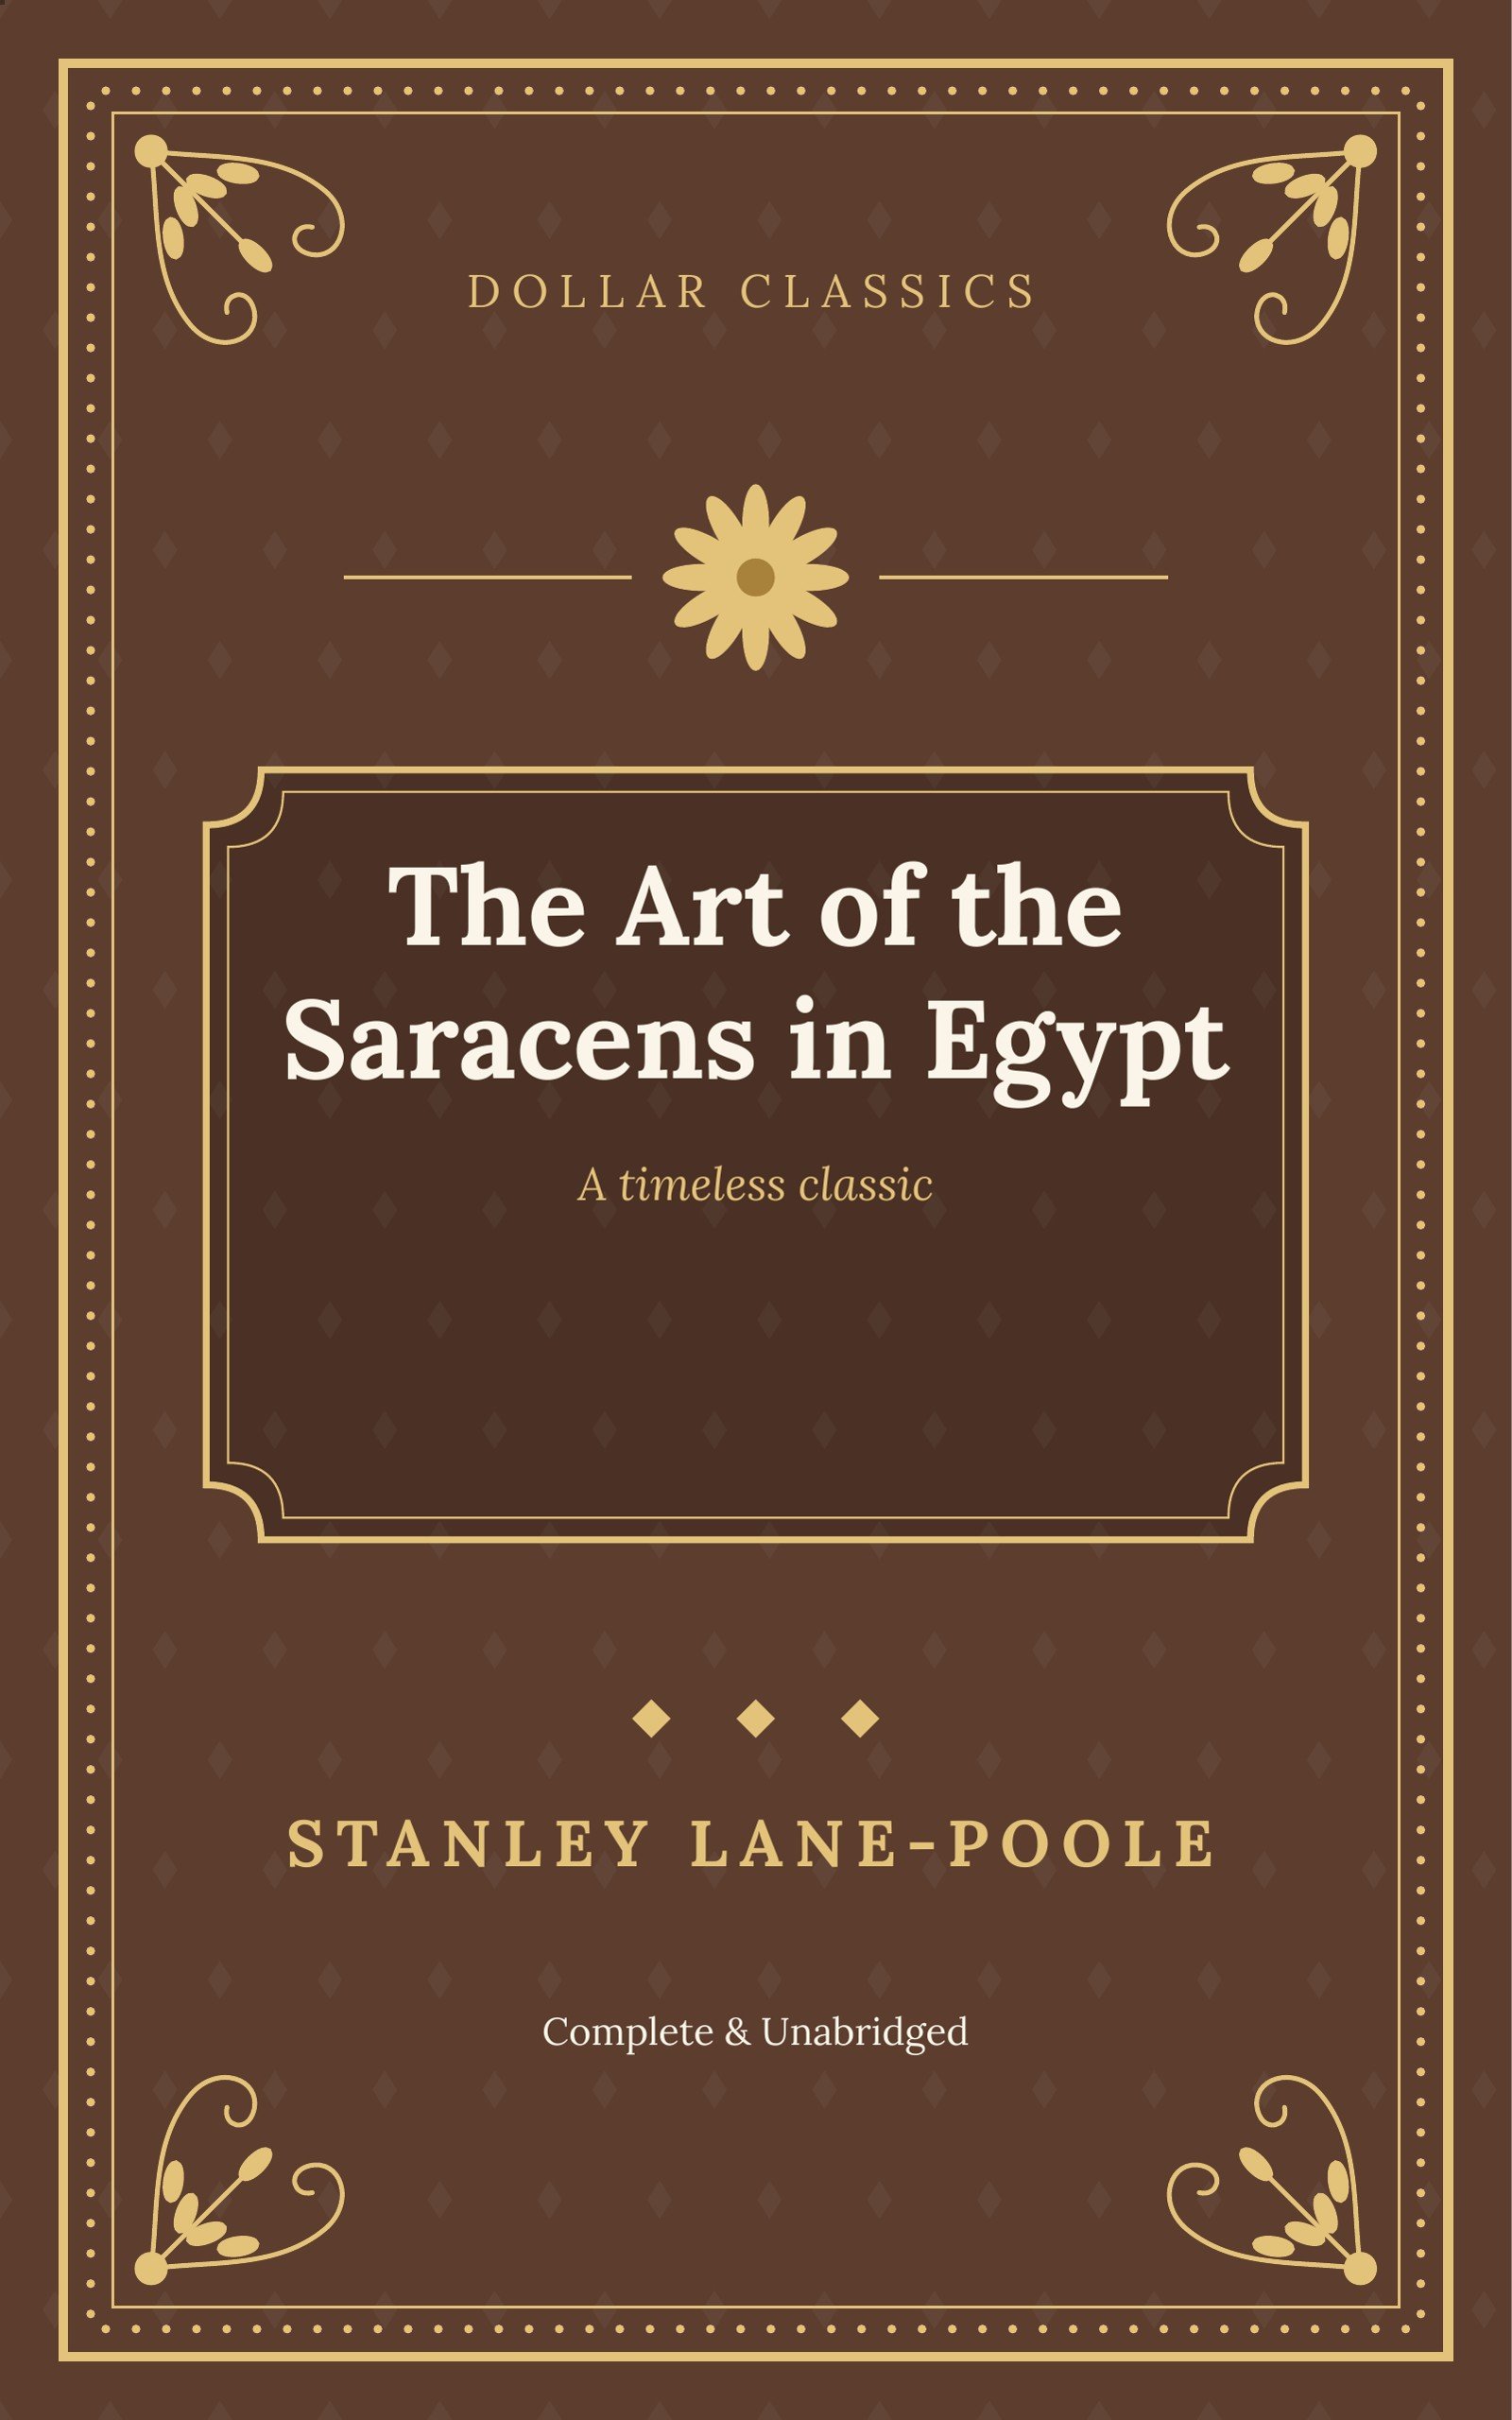 DOLLAR CLASSICS
The Art of the
Saracens in Egypt
A timeless classic
STANLEY LANE-POOLE
Complete & Unabridged